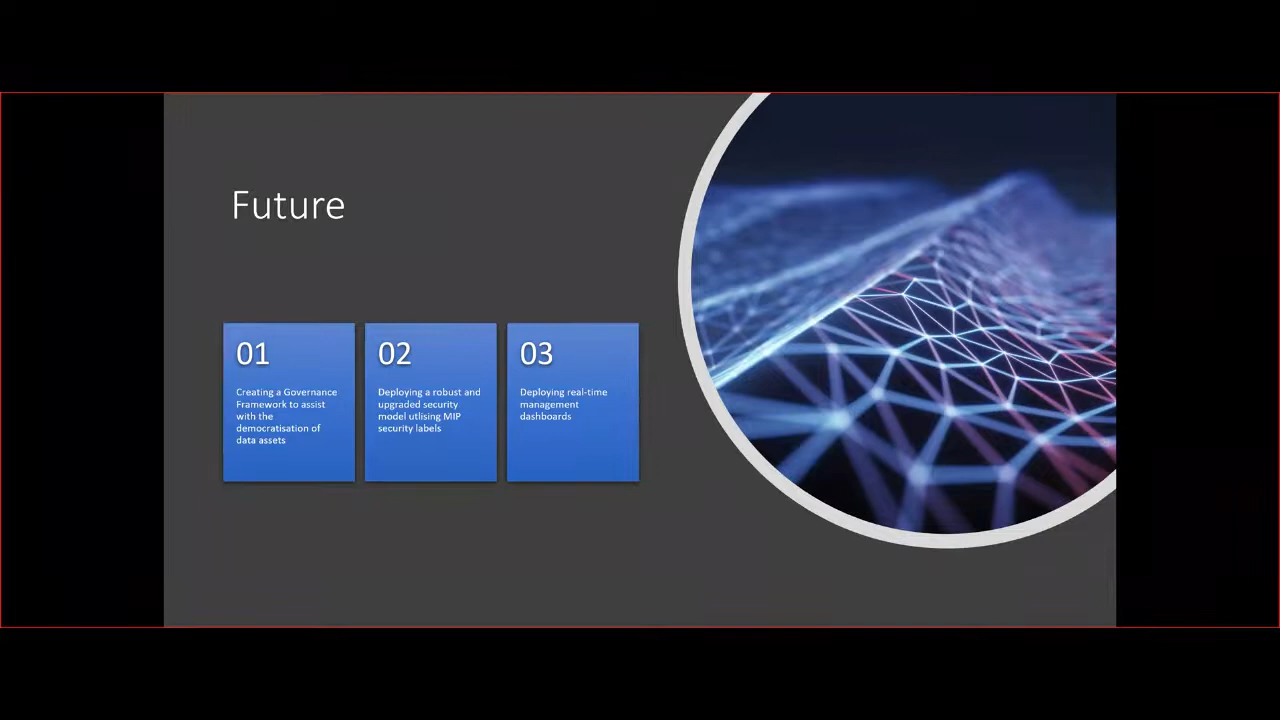 Future
01
Creating a Governance
Framework to assist
with the
democratisation of
data assets
02
Deploying a robust and
upgraded security
model utlising MIP
security labels
03
Deploying real-time
management
dashboards